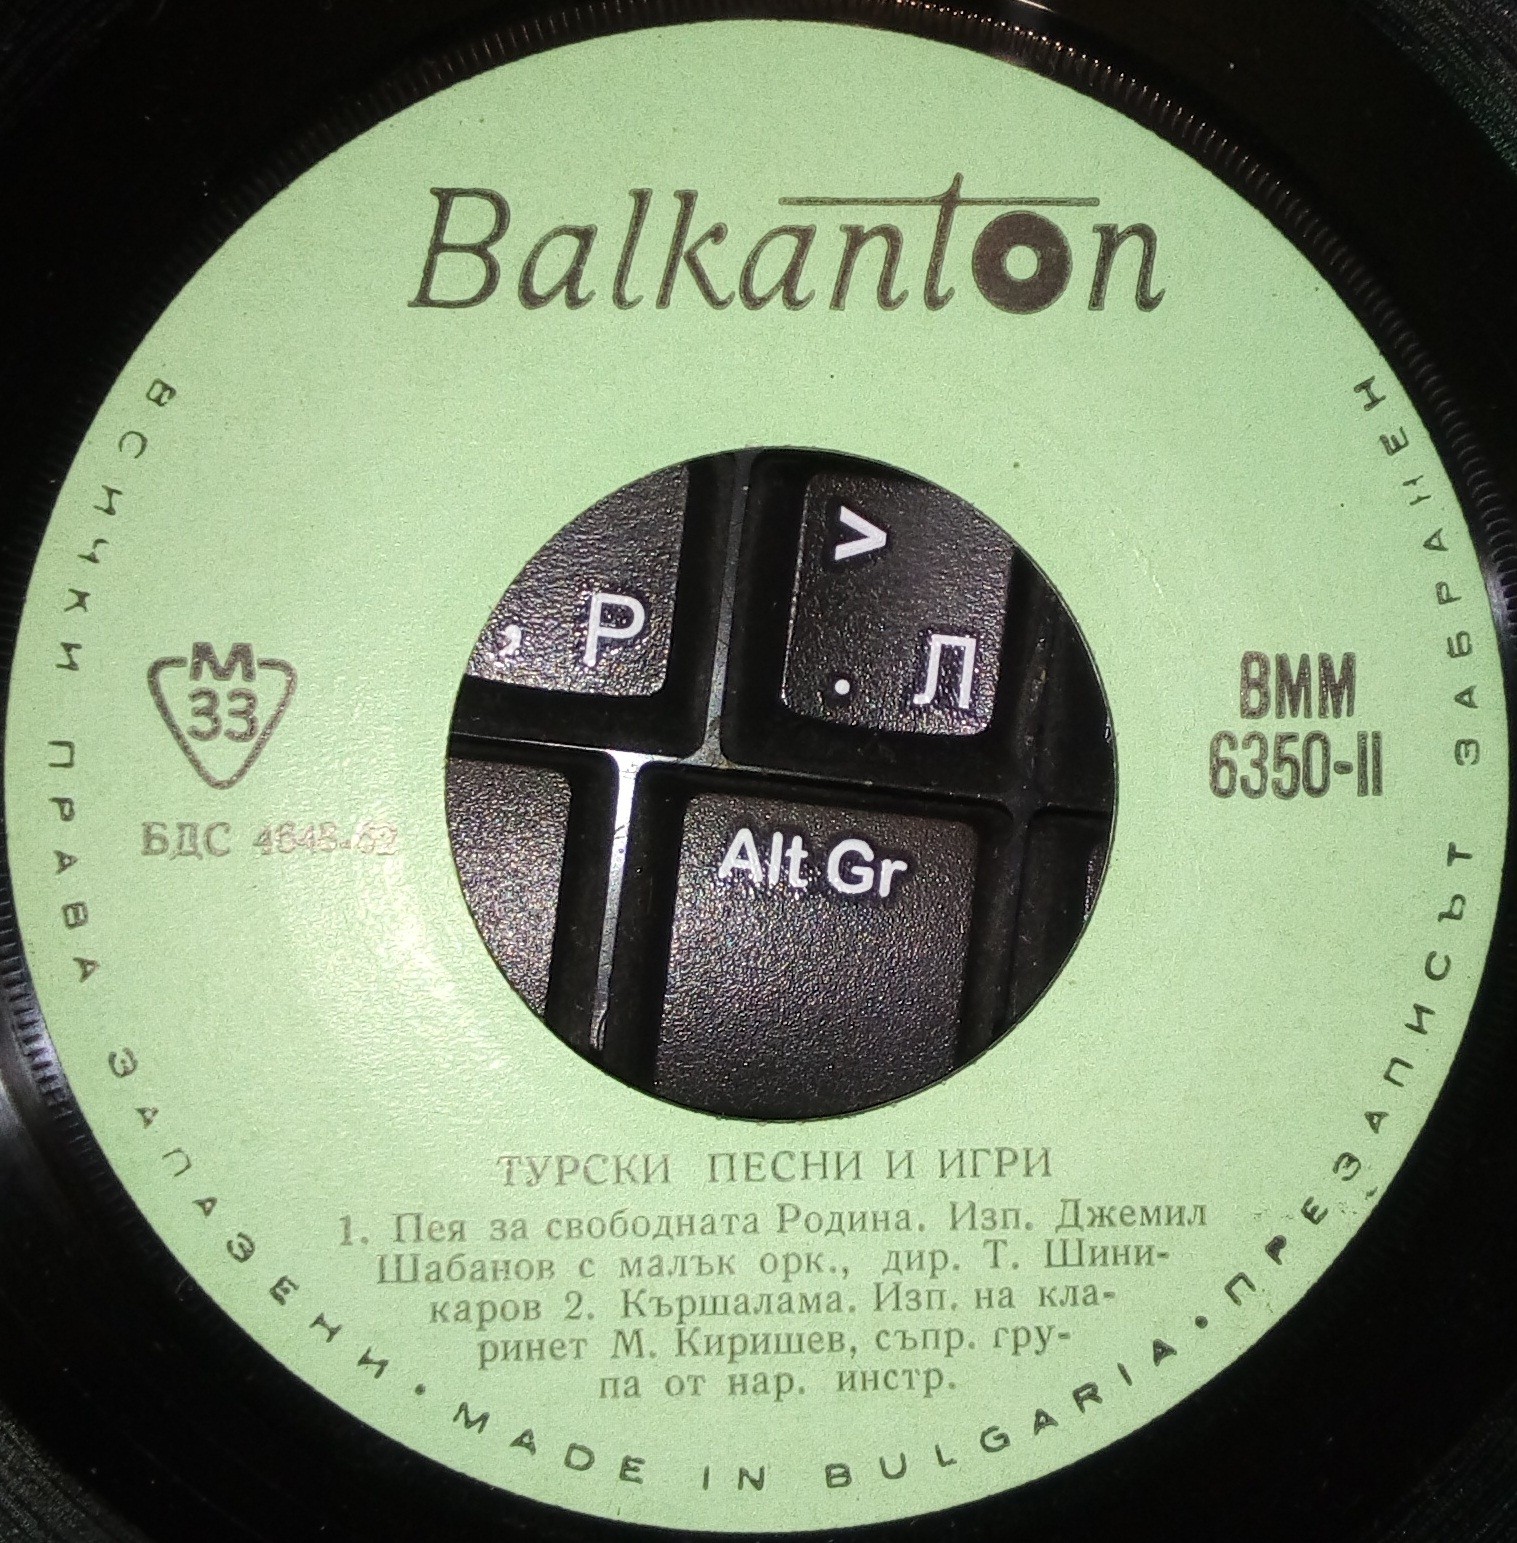 Balkanton
ВСИЧКИ ПРАВА ЗАПАЗЕНИ • MADE IN BULGARIA • ПРЕЗАПИСЪТ ЗАБРАНЕН
М
33
БДС
ВММ
6350-II
>
, Р
. Л
Alt Gr
ТУРСКИ ПЕСНИ И ИГРИ
1. Пея за свободната Родина. Изп. Джемил
Шабанов с малък орк., дир. Т. Шини-
каров 2. Кършалама. Изп. на кла-
ринет М. Киришев, съпр. гру-
па от нар. инстр.